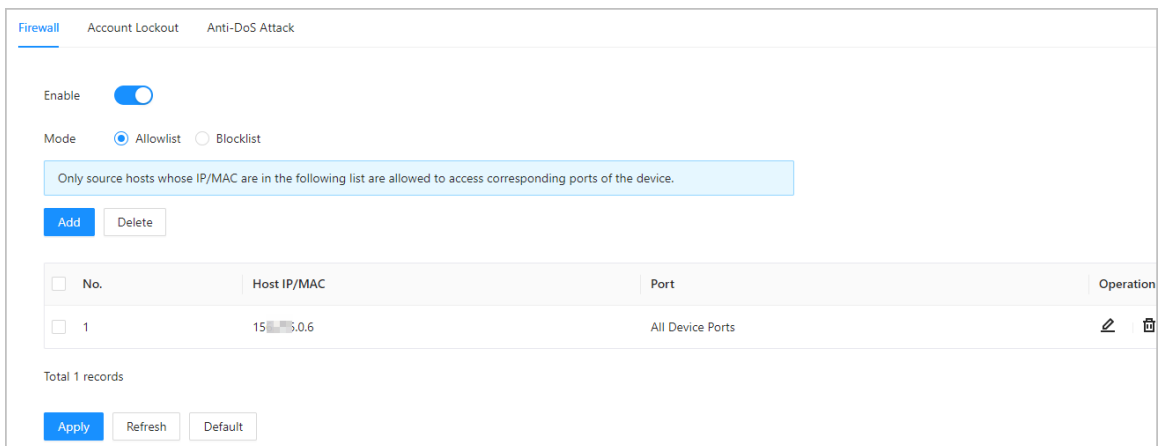 Firewall Account Lockout Anti-DoS Attack
Enable
Mode Allowlist Blocklist
Only source hosts whose IP/MAC are in the following list are allowed to access corresponding ports of the device.
Add Delete
No. Host IP/MAC Port Operation
1 All Device Ports
Total 1 records
Apply Refresh Default